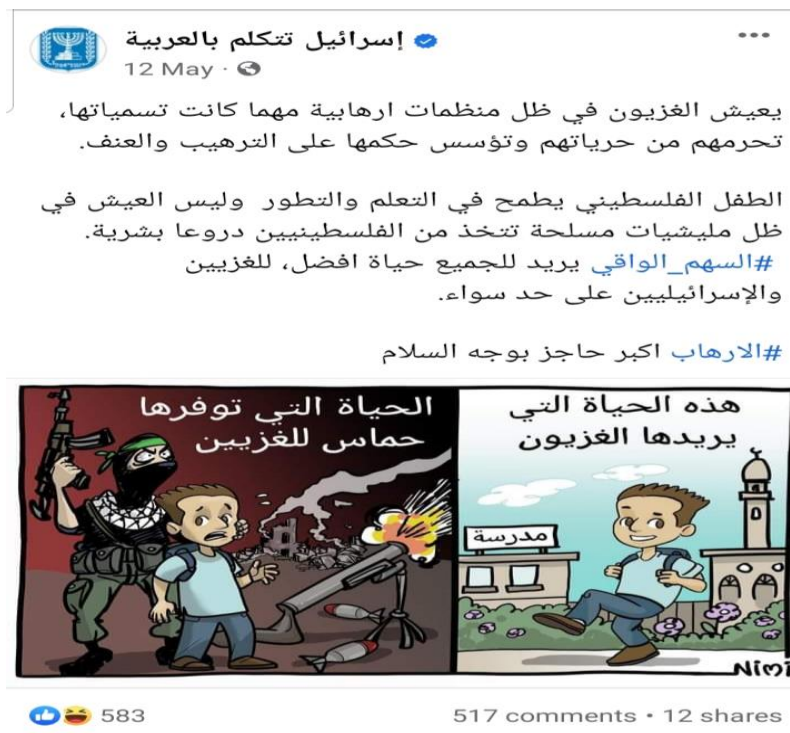 إسرائيل تتكلم بالعربية
12 May ·
يعيش الغزيون في ظل منظمات ارهابية مهما كانت تسمياتها،
تحرمهم من حرياتهم وتؤسس حكمها على الترهيب والعنف.
الطفل الفلسطيني يطمح في التعلم والتطور وليس العيش في
ظل مليشيات مسلحة تتخذ من الفلسطينيين دروعا بشرية.
#السهم_الواقي يريد للجميع حياة افضل، للغزيين
والإسرائيليين على حد سواء.
#الارهاب اكبر حاجز بوجه السلام
هذه الحياة التي
يريدها الغزيون
مدرسة
الحياة التي توفرها
حماس للغزيين
Nimi
583
517 comments • 12 shares